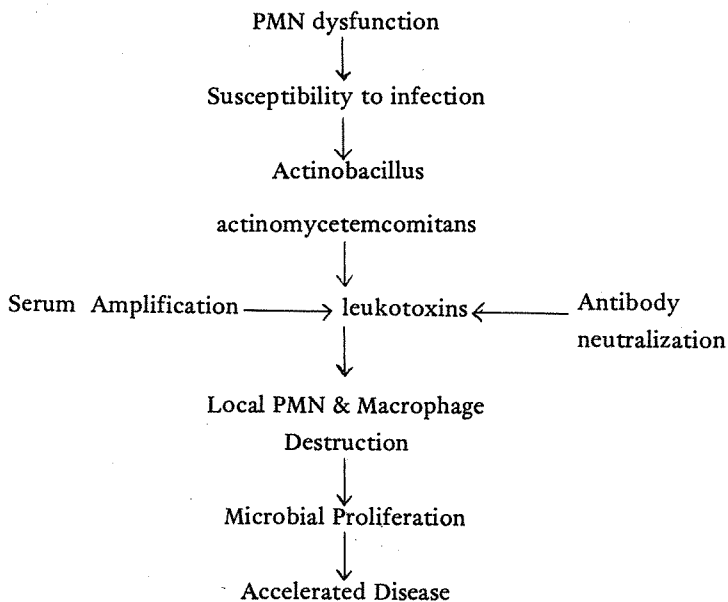 PMN dysfunction
Susceptibility to infection
Actinobacillus
actinomycetemcomitans
Serum Amplification
leukotoxins
Antibody
neutralization
Local PMN & Macrophage
Destruction
Microbial Proliferation
Accelerated Disease